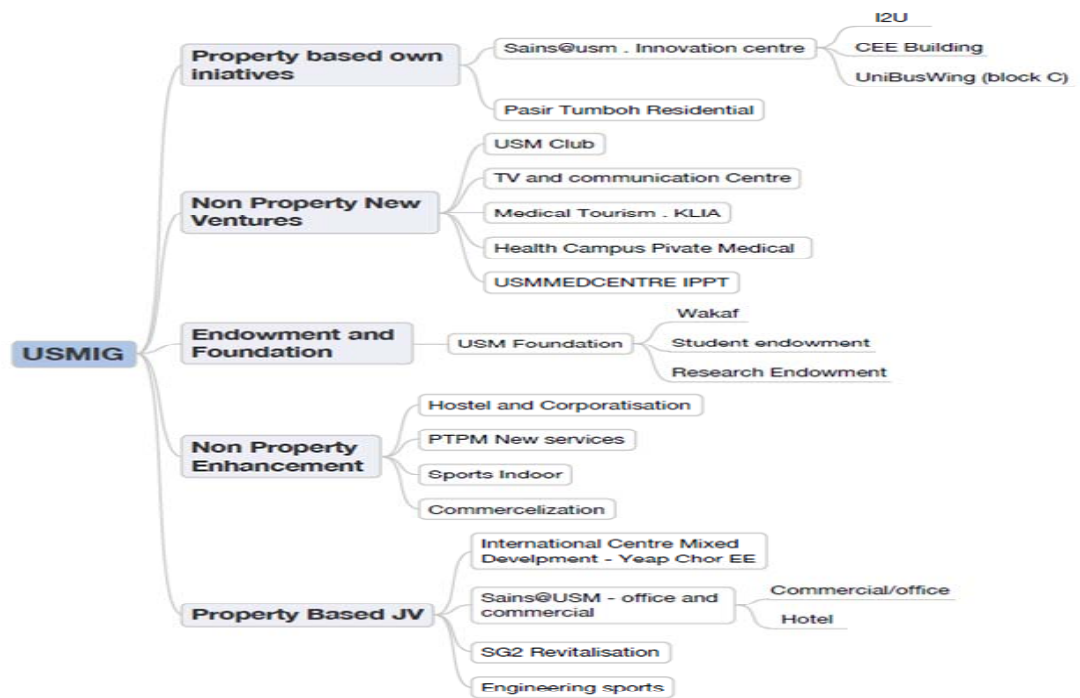 USMIG
Property based own
iniatives
Sains@usm . Innovation centre
I2U
CEE Building
UniBusWing (block C)
Pasir Tumboh Residential
Non Property New
Ventures
USM Club
TV and communication Centre
Medical Tourism . KLIA
Health Campus Pivate Medical
USMMEDCENTRE IPPT
Endowment and
Foundation
USM Foundation
Wakaf
Student endowment
Research Endowment
Non Property
Enhancement
Hostel and Corporatisation
PTPM New services
Sports Indoor
Commercelization
Property Based JV
International Centre Mixed
Develpment - Yeap Chor EE
Sains@USM - office and
commercial
Commercial/office
Hotel
SG2 Revitalisation
Engineering sports